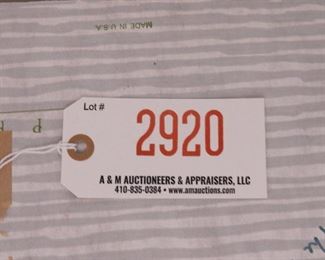 MADE IN U.S.A.
Lot #
2920
A & M AUCTIONEERS & APPRAISERS, LLC
410-835-0384 • www.amauctions.com